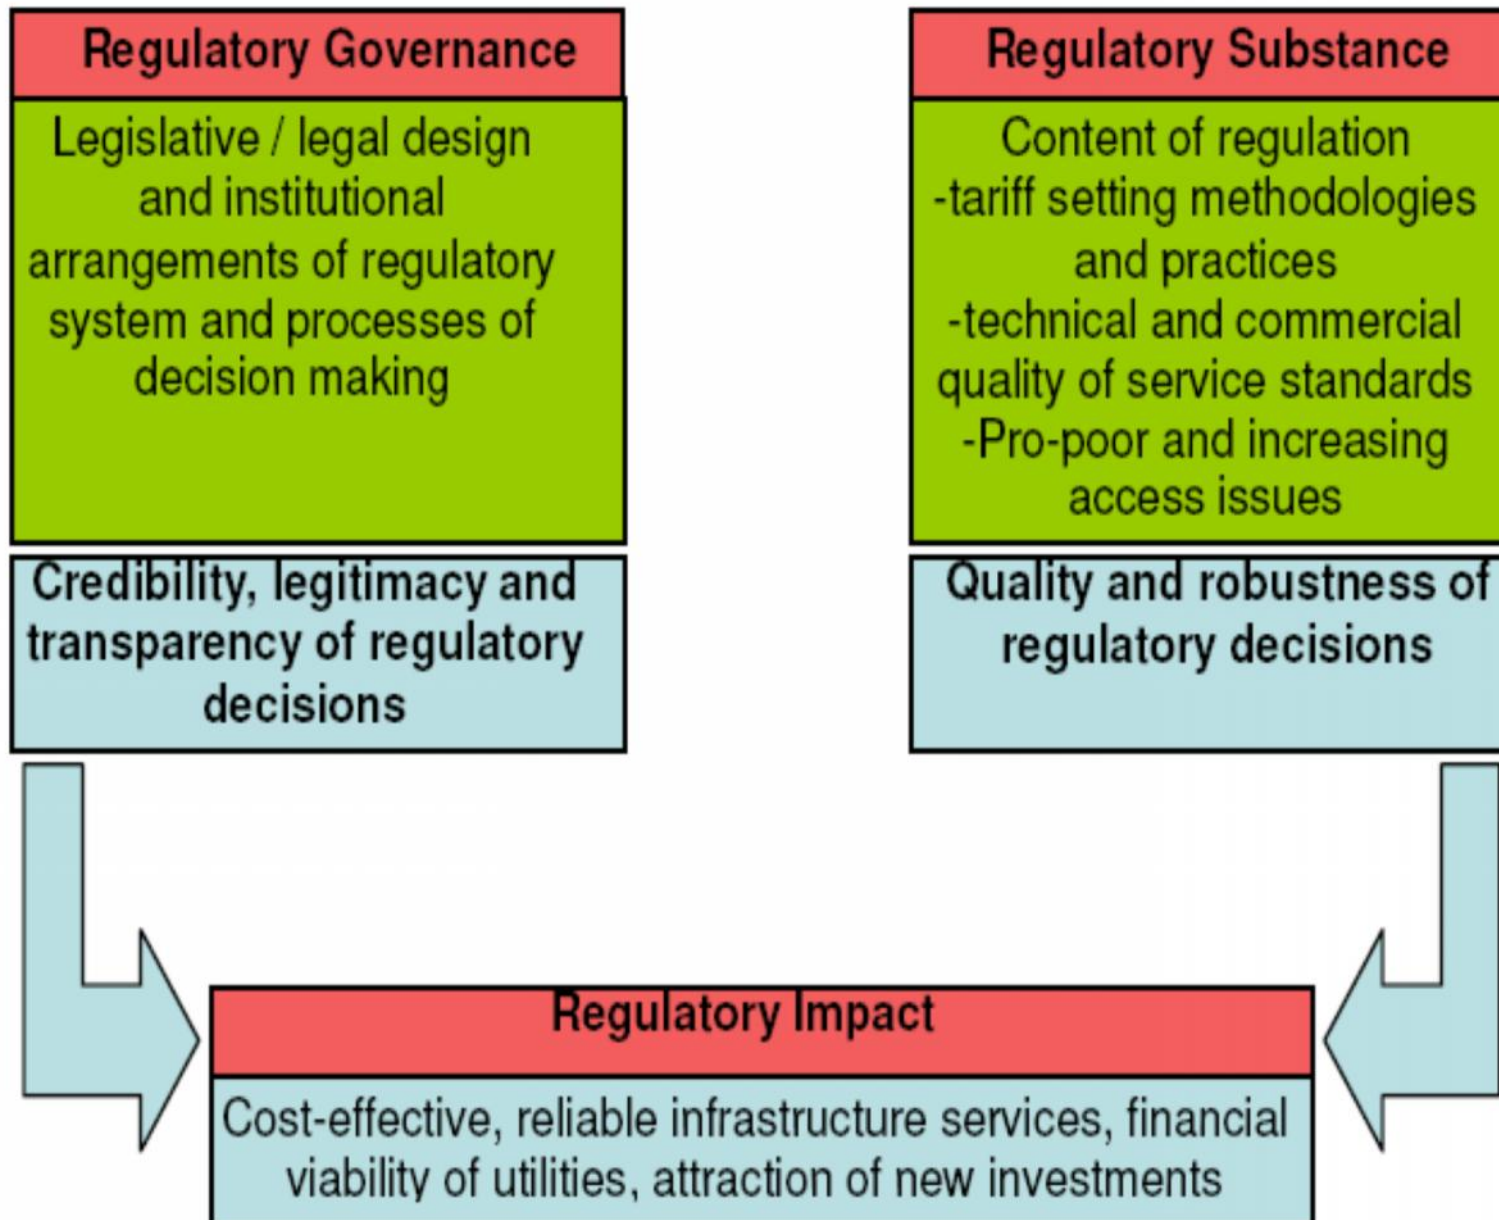 Regulatory Governance
Legislative / legal design
and institutional
arrangements of regulatory
system and processes of
decision making
Credibility, legitimacy and
transparency of regulatory
decisions
Regulatory Substance
Content of regulation
-tariff setting methodologies
and practices
-technical and commercial
quality of service standards
-Pro-poor and increasing
access issues
Quality and robustness of
regulatory decisions
Regulatory Impact
Cost-effective, reliable infrastructure services, financial
viability of utilities, attraction of new investments